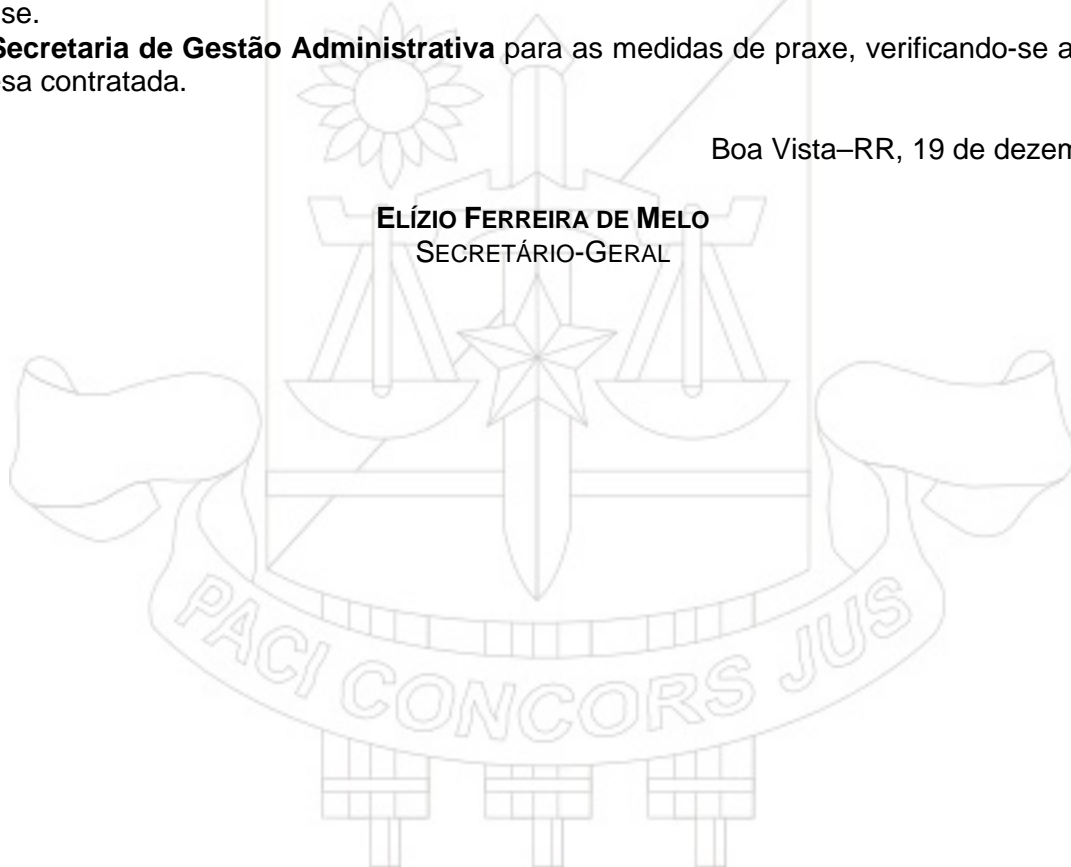 se.
Secretaria de Gestão Administrativa para as medidas de praxe, verificando-se a
sa contratada.
Boa Vista–RR, 19 de dezem
ELÍZIO FERREIRA DE MELO
SECRETÁRIO-GERAL
PACI CONCORS JUS